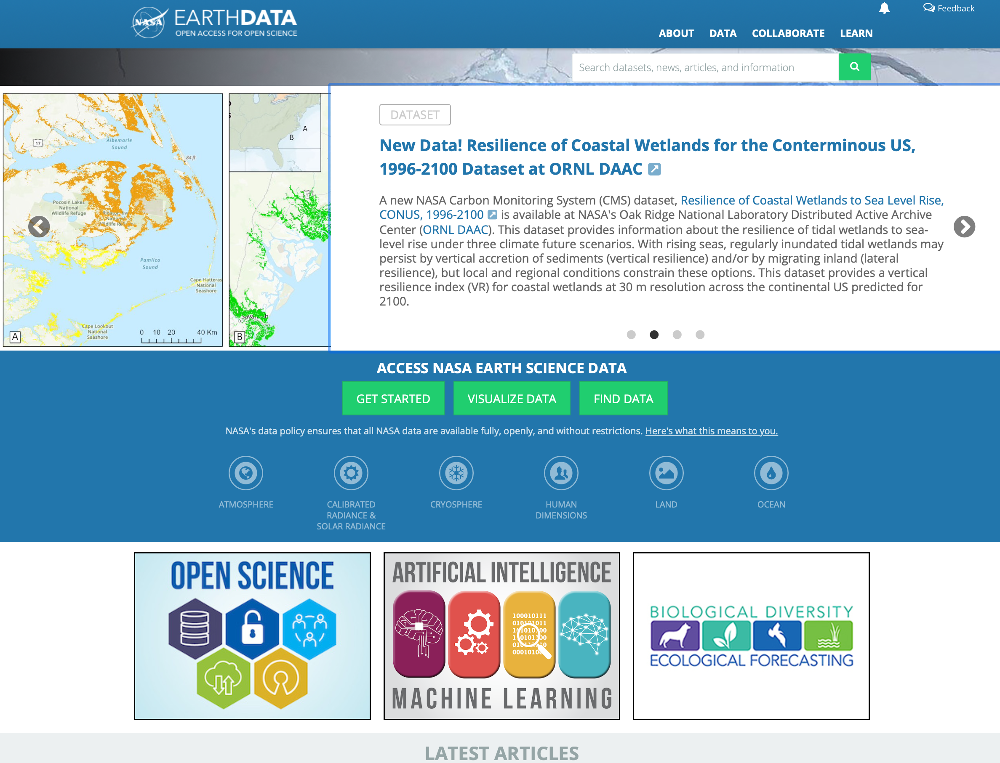 NASA
EARTHDATA
OPEN ACCESS FOR OPEN SCIENCE
Feedback
ABOUT DATA COLLABORATE LEARN
Search datasets, news, articles, and information
17
Albemarle
Sound
84 ft
Pocosin Lakes
National
Wildlife Refuge
National
Pamlico
Sound
Cape Hatteras
National
Seashore
Cape Lookout
National
Seashore
0 10 20 40 Km
A
A
B
17
Savannah
B
DATASET
New Data! Resilience of Coastal Wetlands for the Conterminous US,
1996-2100 Dataset at ORNL DAAC
A new NASA Carbon Monitoring System (CMS) dataset, Resilience of Coastal Wetlands to Sea Level Rise,
CONUS, 1996-2100 is available at NASA's Oak Ridge National Laboratory Distributed Active Archive
Center (ORNL DAAC). This dataset provides information about the resilience of tidal wetlands to sea-
level rise under three climate future scenarios. With rising seas, regularly inundated tidal wetlands may
persist by vertical accretion of sediments (vertical resilience) and/or by migrating inland (lateral
resilience), but local and regional conditions constrain these options. This dataset provides a vertical
resilience index (VR) for coastal wetlands at 30 m resolution across the continental US predicted for
2100.
ACCESS NASA EARTH SCIENCE DATA
GET STARTED VISUALIZE DATA FIND DATA
NASA's data policy ensures that all NASA data are available fully, openly, and without restrictions. Here's what this means to you.
ATMOSPHERE
CALIBRATED
RADIANCE &
SOLAR RADIANCE
CRYOSPHERE
HUMAN
DIMENSIONS
LAND
OCEAN
OPEN SCIENCE
ARTIFICIAL INTELLIGENCE
100010111
MACHINE LEARNING
BIOLOGICAL DIVERSITY
ECOLOGICAL FORECASTING
LATEST ARTICLES